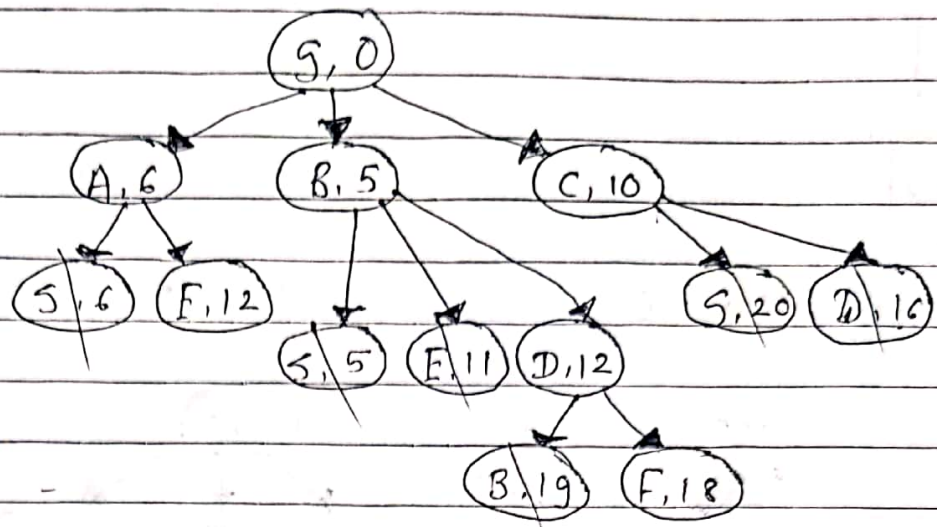 S, 0
A, 6 B, 5 C, 10
S, 6 F, 12 S, 20 D, 16
S, 5 E, 11 D, 12
B, 19 F, 18